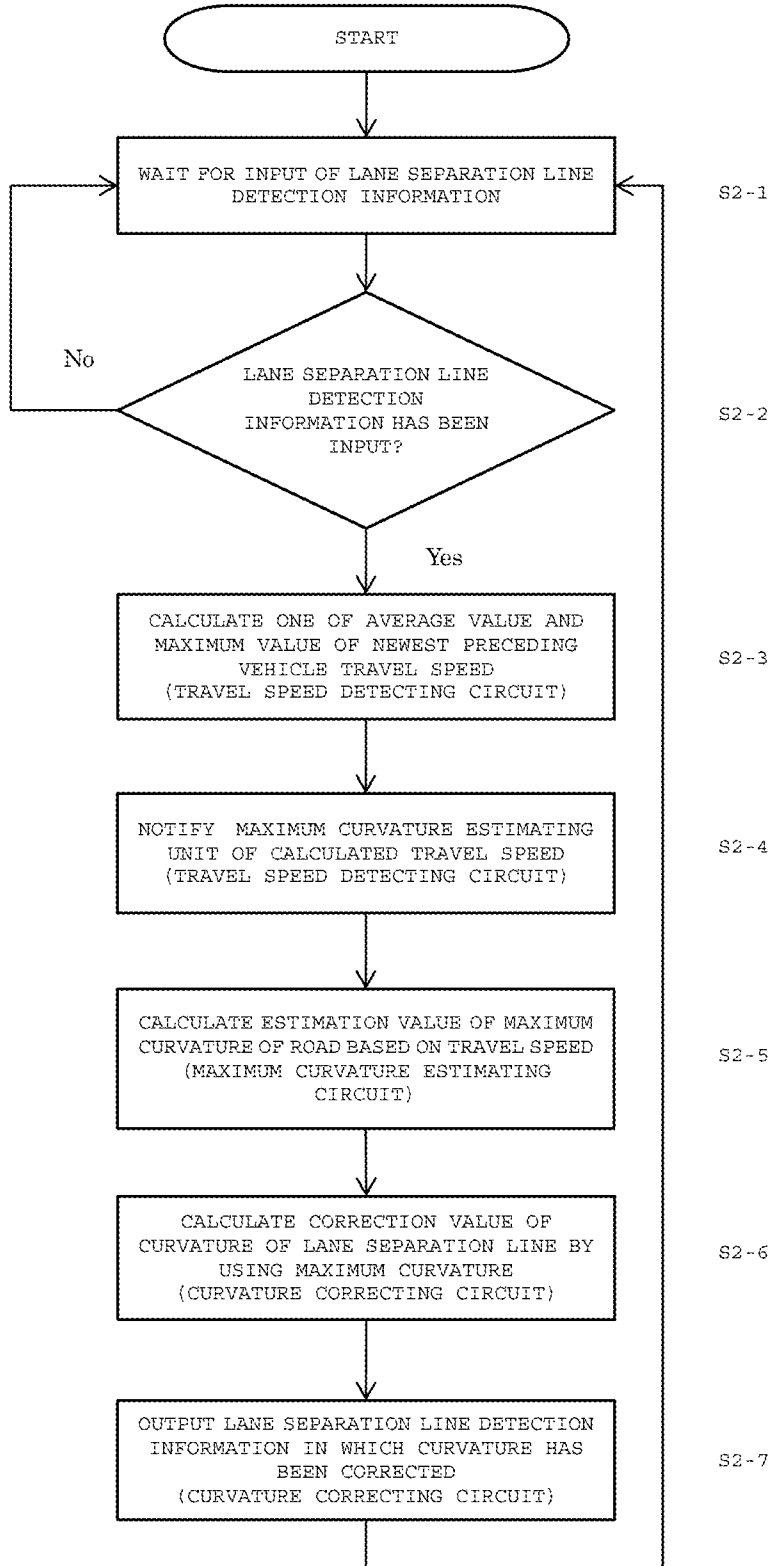 START
WAIT FOR INPUT OF LANE SEPARATION LINE
DETECTION INFORMATION
S2-1
No
LANE SEPARATION LINE
DETECTION
INFORMATION HAS BEEN
INPUT?
S2-2
Yes
CALCULATE ONE OF AVERAGE VALUE AND
MAXIMUM VALUE OF NEWEST PRECEDING
VEHICLE TRAVEL SPEED
(TRAVEL SPEED DETECTING CIRCUIT)
S2-3
NOTIFY MAXIMUM CURVATURE ESTIMATING
UNIT OF CALCULATED TRAVEL SPEED
(TRAVEL SPEED DETECTING CIRCUIT)
S2-4
CALCULATE ESTIMATION VALUE OF MAXIMUM
CURVATURE OF ROAD BASED ON TRAVEL SPEED
(MAXIMUM CURVATURE ESTIMATING
CIRCUIT)
S2-5
CALCULATE CORRECTION VALUE OF
CURVATURE OF LANE SEPARATION LINE BY
USING MAXIMUM CURVATURE
(CURVATURE CORRECTING CIRCUIT)
S2-6
OUTPUT LANE SEPARATION LINE DETECTION
INFORMATION IN WHICH CURVATURE HAS
BEEN CORRECTED
(CURVATURE CORRECTING CIRCUIT)
S2-7